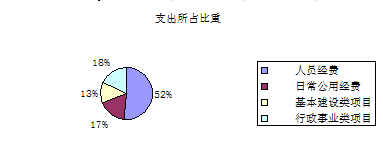 支出所占比重
18%
13%
52%
17%
人员经费
日常公用经费
基本建设类项目
行政事业类项目